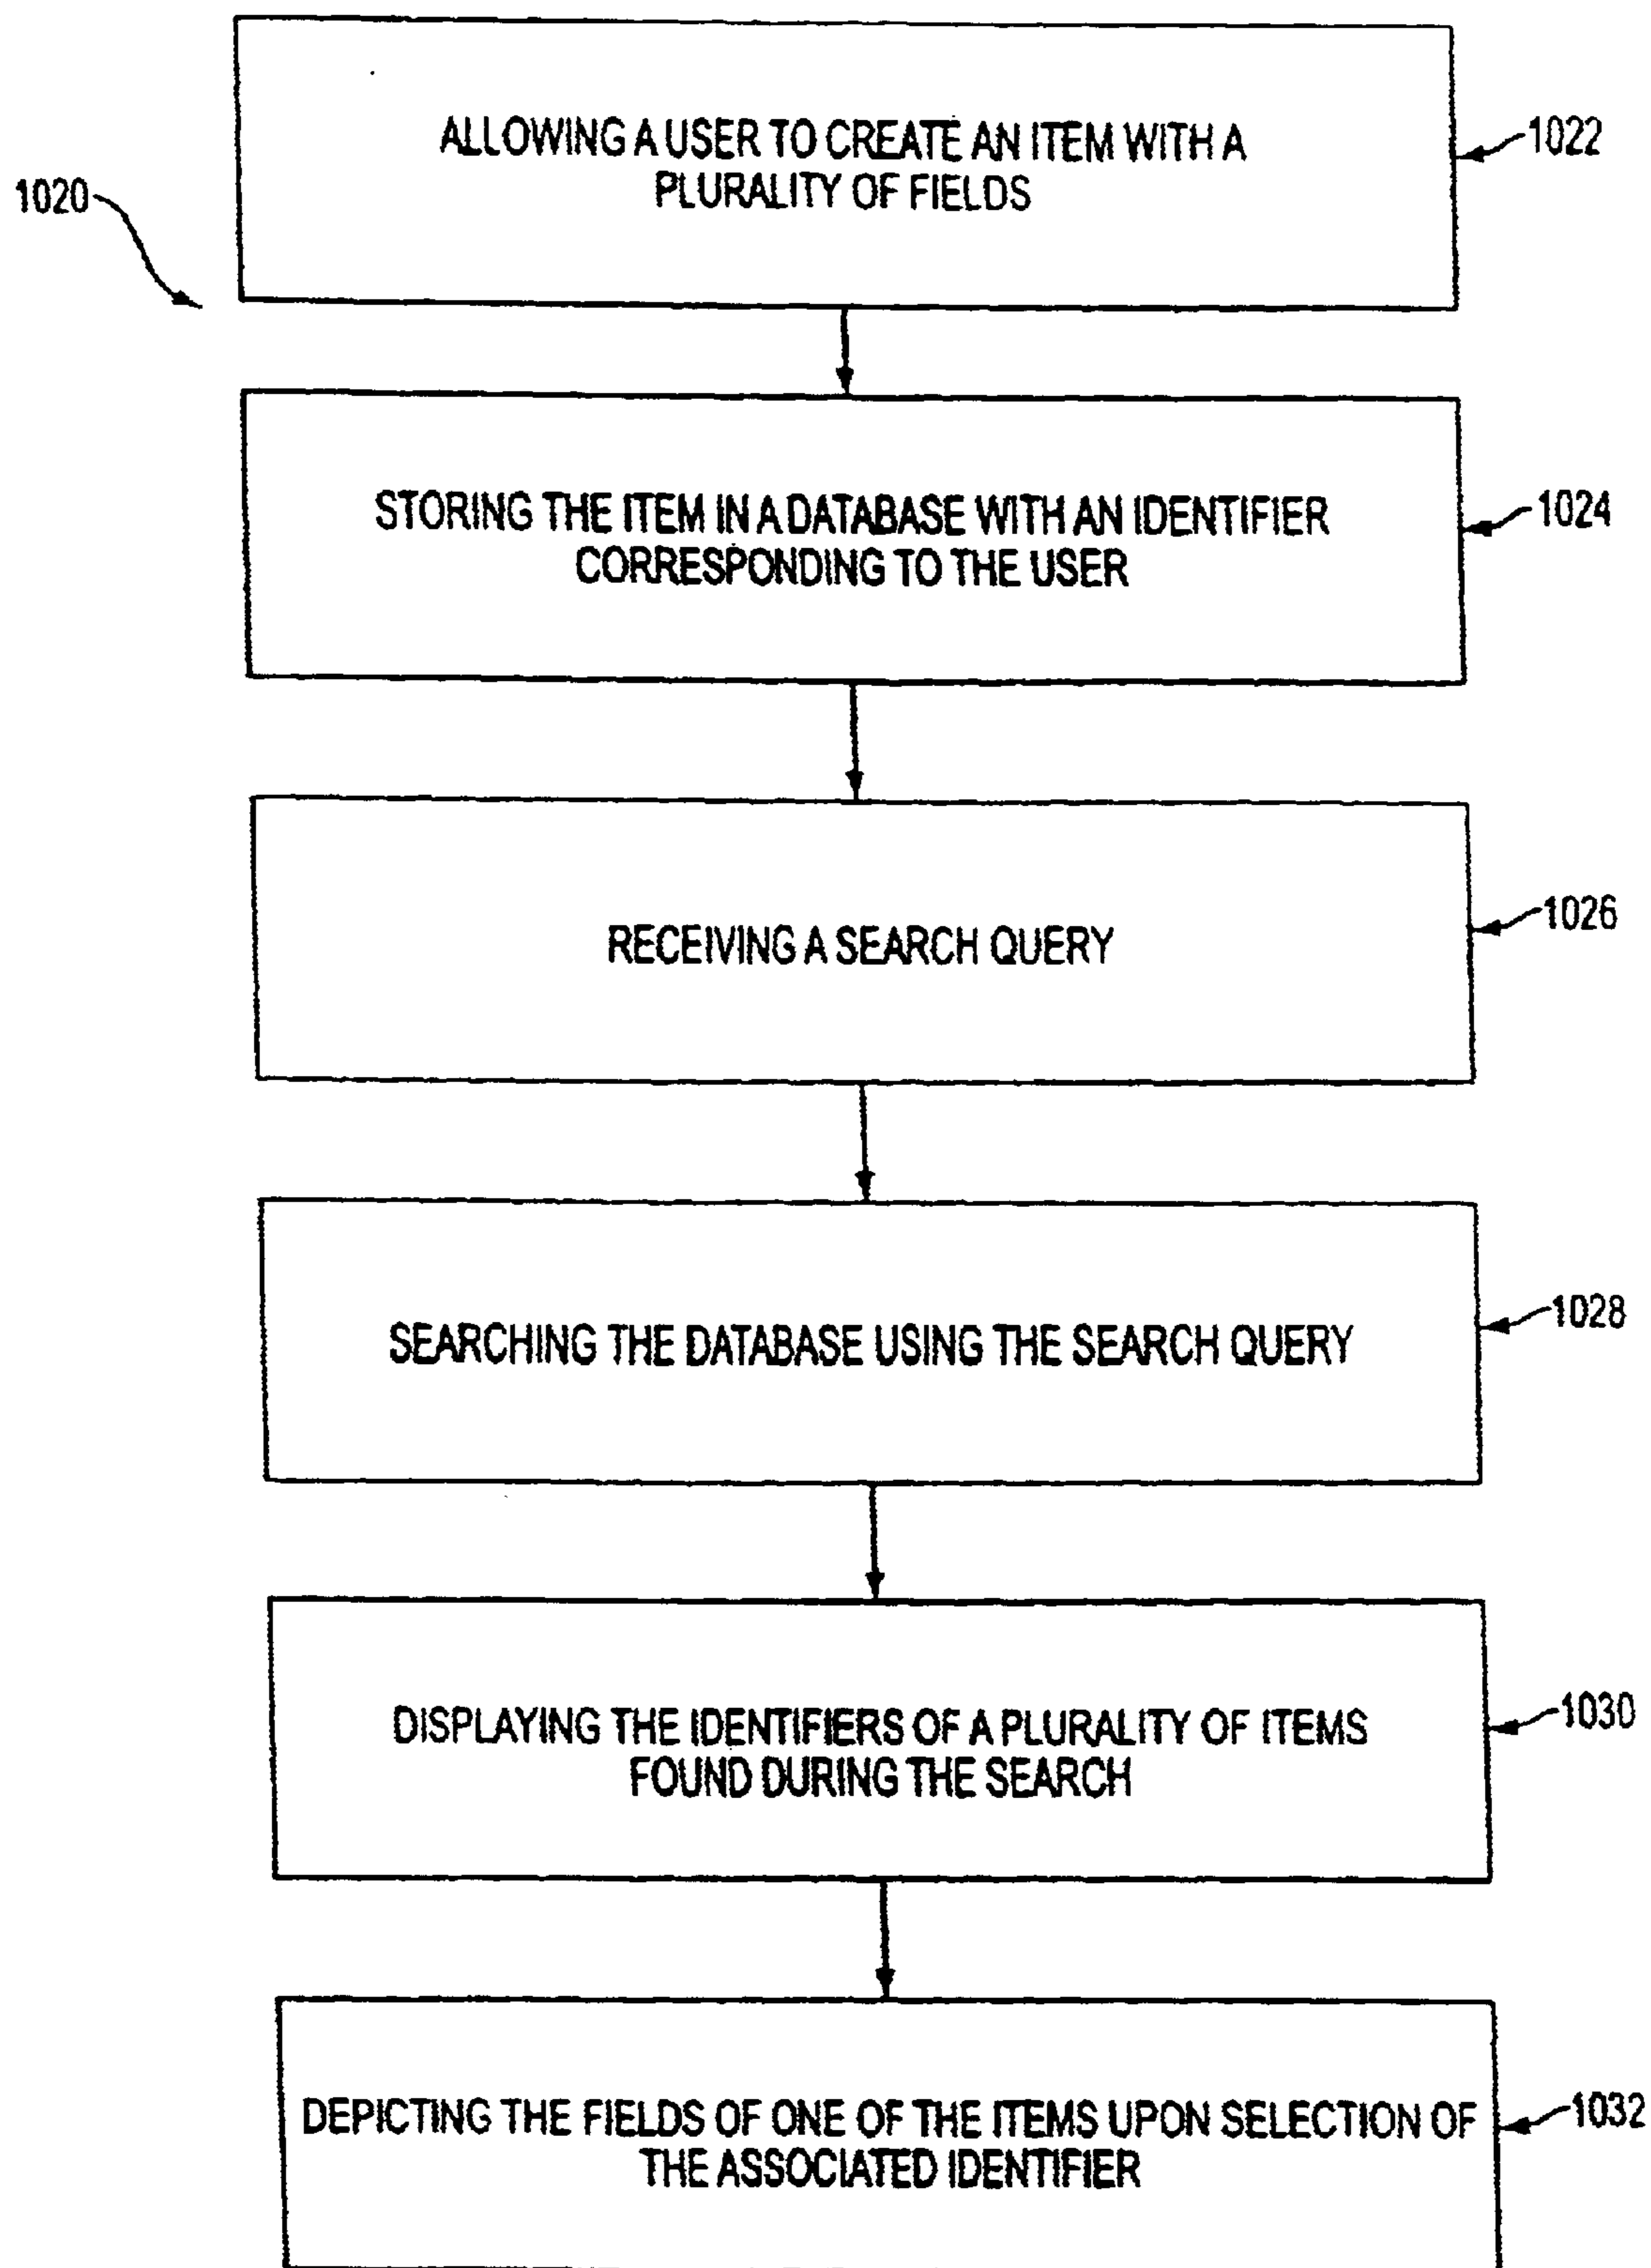 ALLOWING A USER TO CREATE AN ITEM WITH A
PLURALITY OF FIELDS
1022
1020
STORING THE ITEM IN A DATABASE WITH AN IDENTIFIER
CORRESPONDING TO THE USER
1024
RECEIVING A SEARCH QUERY
1026
SEARCHING THE DATABASE USING THE SEARCH QUERY
1028
DISPLAYING THE IDENTIFIERS OF A PLURALITY OF ITEMS
FOUND DURING THE SEARCH
1030
DEPICTING THE FIELDS OF ONE OF THE ITEMS UPON SELECTION OF
THE ASSOCIATED IDENTIFIER
1032